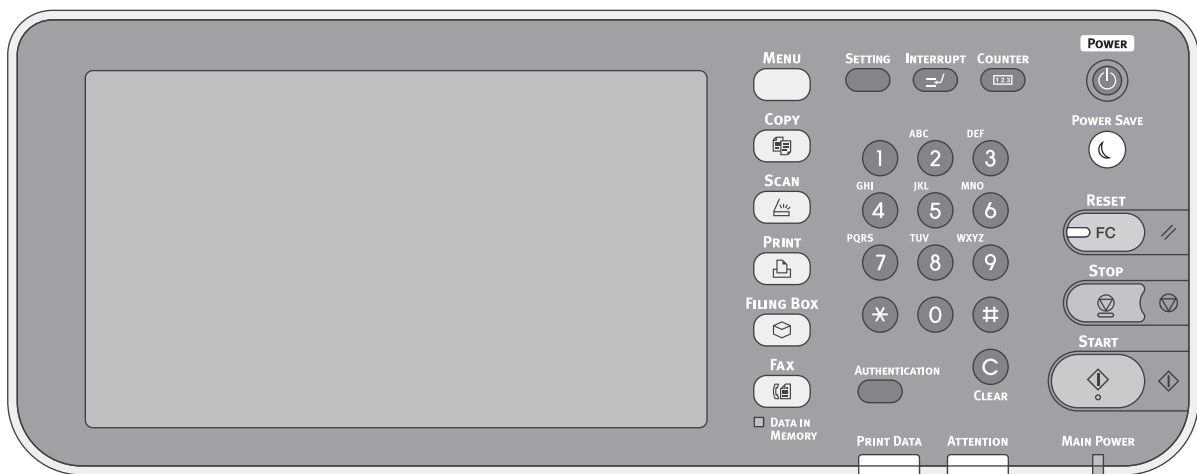 MENU
COPY
SCAN
PRINT
FILING BOX
FAX
DATA IN
MEMORY
SETTING INTERRUPT COUNTER
123
ABC DEF
1 2 3
GHI JKL MNO
4 5 6
PQRS TUV WXYZ
7 8 9
* 0 #
AUTHENTICATION
C
CLEAR
PRINT DATA ATTENTION
POWER
POWER SAVE
RESET
FC
STOP
START
MAIN POWER